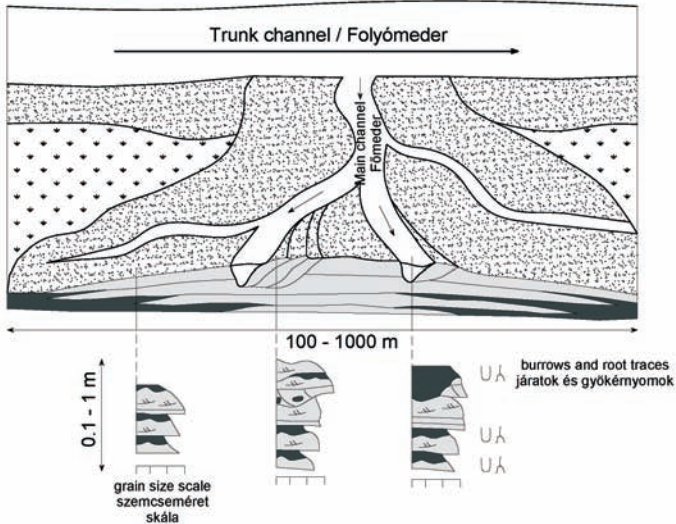 Trunk channel / Folyómeder
Main channel
Főmeder
100 - 1000 m
0.1 - 1 m
burrows and root traces
járatok és gyökérnyomok
grain size scale
szemcseméret
skála